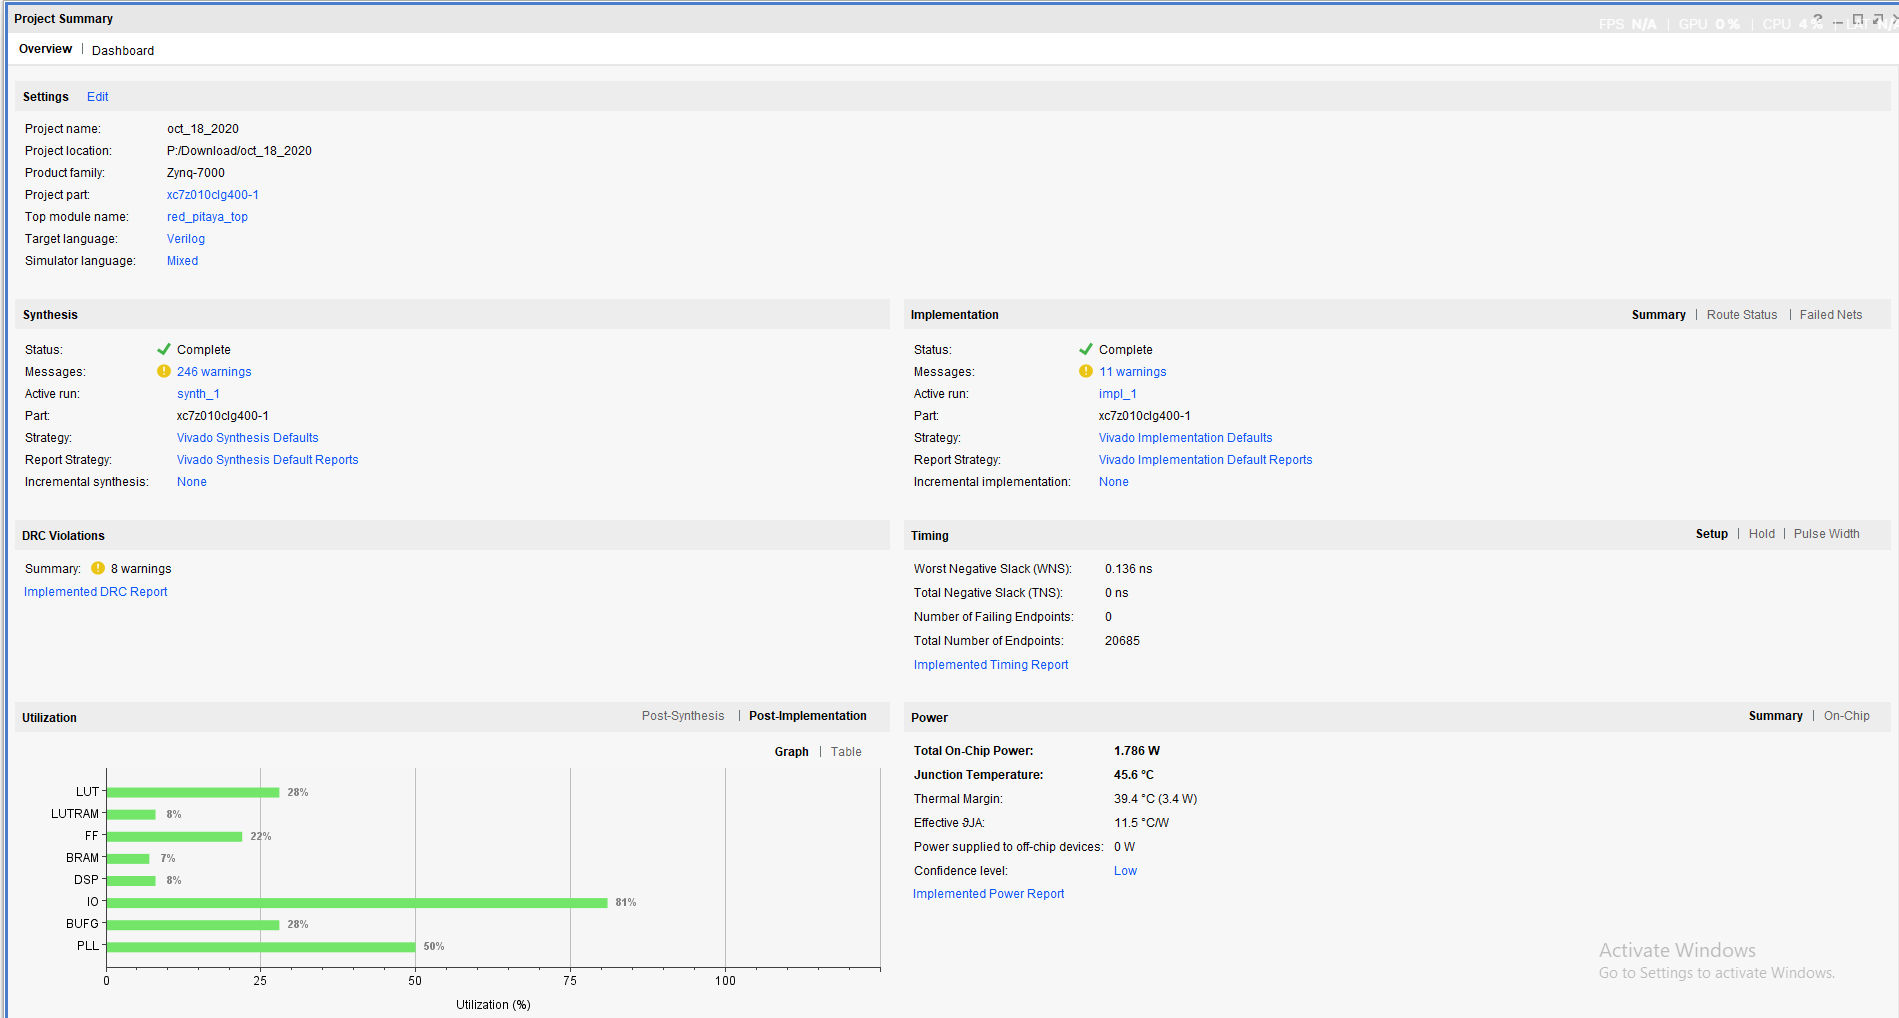 Project Summary
FPS N/A | GPU 0 % | CPU 4 % | LAT N/A
Overview | Dashboard
Settings Edit
Project name: oct_18_2020
Project location: P:/Download/oct_18_2020
Product family: Zynq-7000
Project part: xc7z010clg400-1
Top module name: red_pitaya_top
Target language: Verilog
Simulator language: Mixed
Synthesis
Status: Complete
Messages: 246 warnings
Active run: synth_1
Part: xc7z010clg400-1
Strategy: Vivado Synthesis Defaults
Report Strategy: Vivado Synthesis Default Reports
Incremental synthesis: None
Implementation Summary | Route Status | Failed Nets
Status: Complete
Messages: 11 warnings
Active run: impl_1
Part: xc7z010clg400-1
Strategy: Vivado Implementation Defaults
Report Strategy: Vivado Implementation Default Reports
Incremental implementation: None
DRC Violations
Summary: 8 warnings
Implemented DRC Report
Timing Setup | Hold | Pulse Width
Worst Negative Slack (WNS): 0.136 ns
Total Negative Slack (TNS): 0 ns
Number of Failing Endpoints: 0
Total Number of Endpoints: 20685
Implemented Timing Report
Utilization Post-Synthesis | Post-Implementation
Graph | Table
LUT 28%
LUTRAM 8%
FF 22%
BRAM 7%
DSP 8%
IO 81%
BUFG 28%
PLL 50%
0 25 50 75 100
Utilization (%)
Power Summary | On-Chip
Total On-Chip Power: 1.786 W
Junction Temperature: 45.6 °C
Thermal Margin: 39.4 °C (3.4 W)
Effective ϑJA: 11.5 °C/W
Power supplied to off-chip devices: 0 W
Confidence level: Low
Implemented Power Report
Activate Windows
Go to Settings to activate Windows.